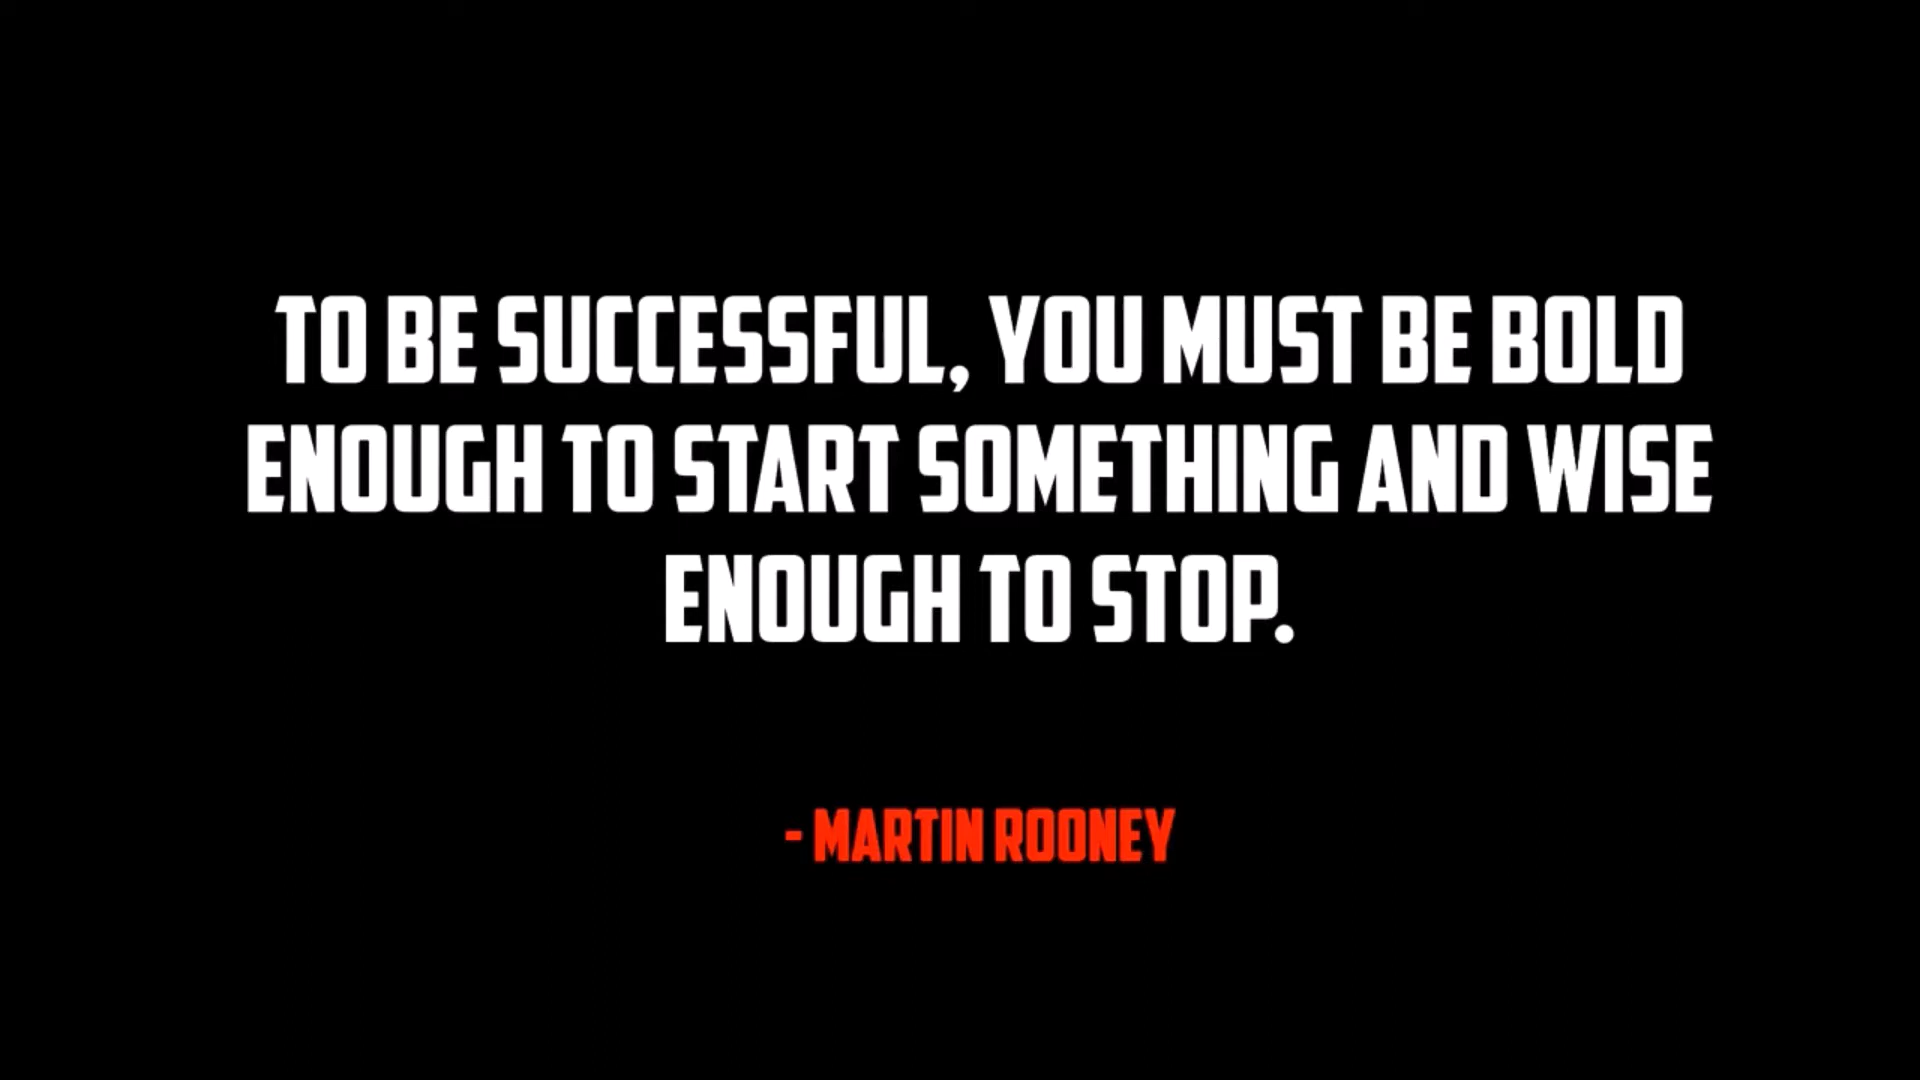 TO BE SUCCESSFUL, YOU MUST BE BOLD
ENOUGH TO START SOMETHING AND WISE
ENOUGH TO STOP.
- MARTIN ROONEY